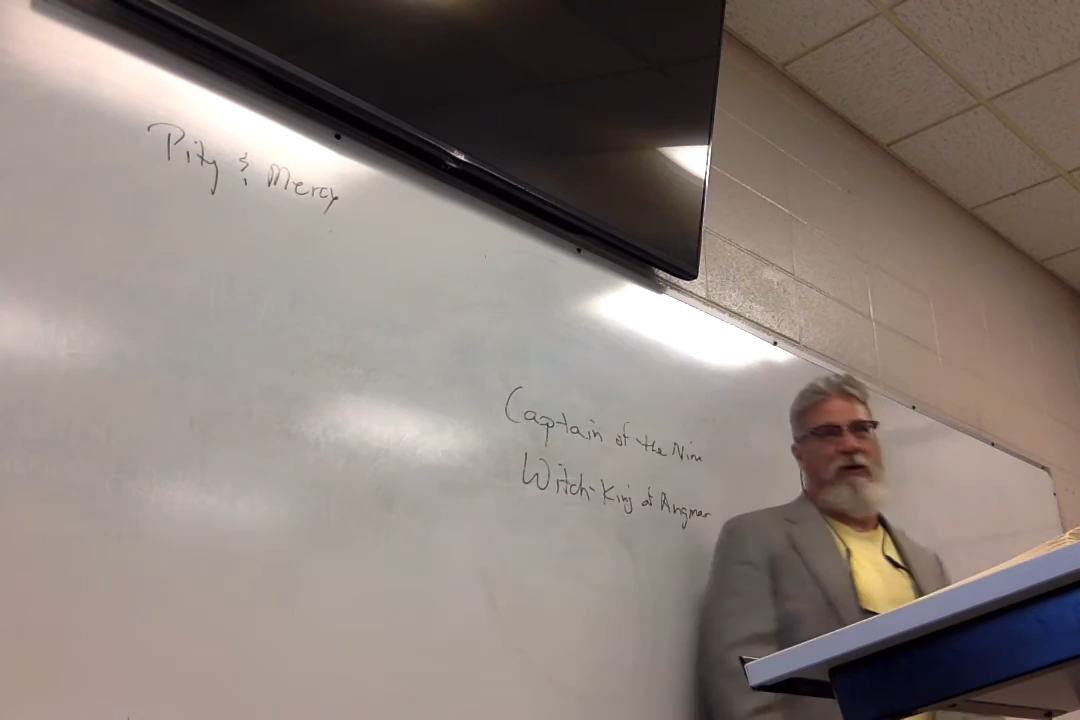 Pity & Mercy
Captain of the Nine
Witch-King of Angmar